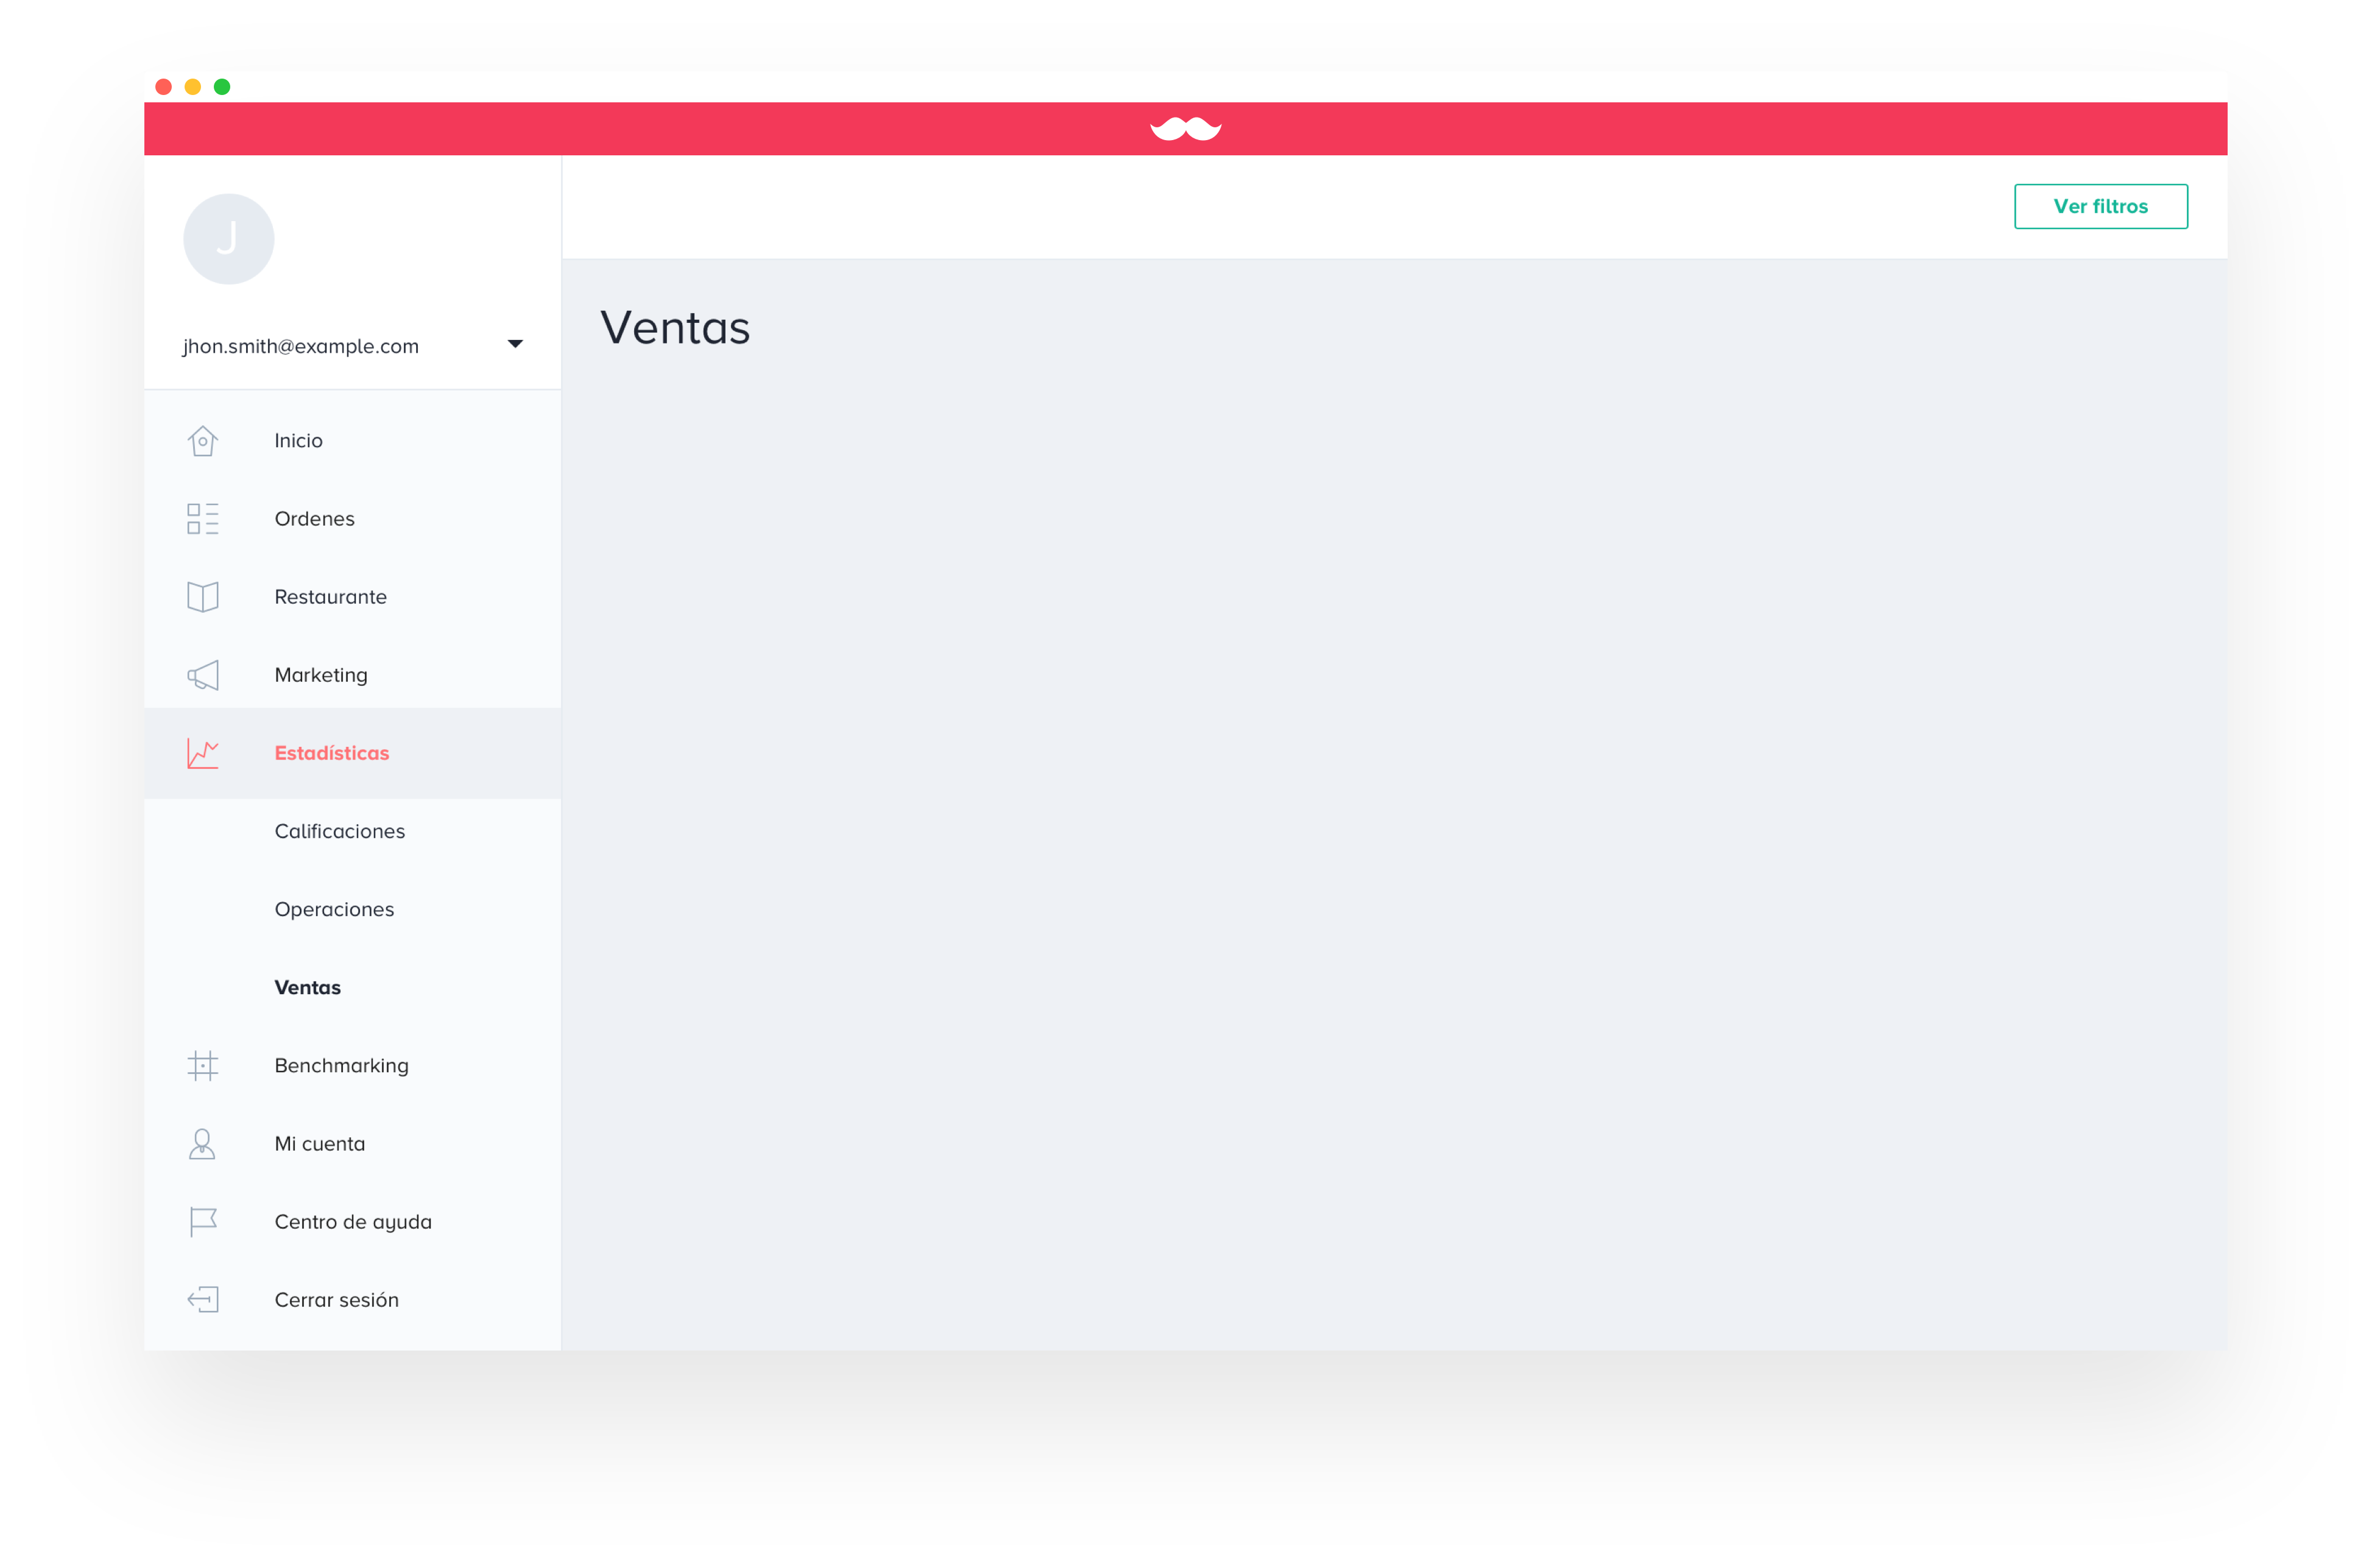 Ver filtros
J
jhon.smith@example.com
Ventas
Inicio
Ordenes
Restaurante
Marketing
Estadísticas
Calificaciones
Operaciones
Ventas
Benchmarking
Mi cuenta
Centro de ayuda
Cerrar sesión